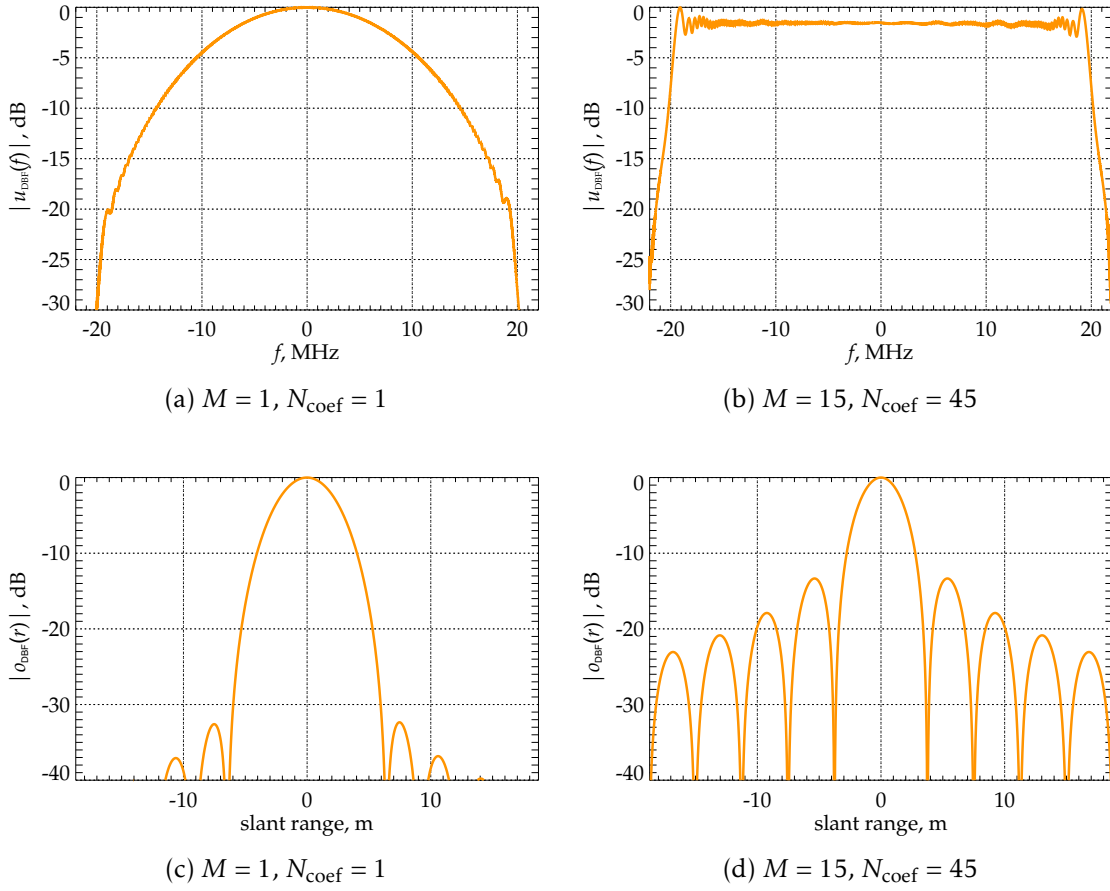 0
-5
-10
-15
-20
-25
-30
| u_DBF(f) | , dB
-20 -10 0 10 20
f, MHz
(a) M = 1, N_coef = 1
0
-5
-10
-15
-20
-25
-30
| u_DBF(f) | , dB
-20 -10 0 10 20
f, MHz
(b) M = 15, N_coef = 45
0
-10
-20
-30
-40
| o_DBF(r) | , dB
-10 0 10
slant range, m
(c) M = 1, N_coef = 1
0
-10
-20
-30
-40
| o_DBF(r) | , dB
-10 0 10
slant range, m
(d) M = 15, N_coef = 45